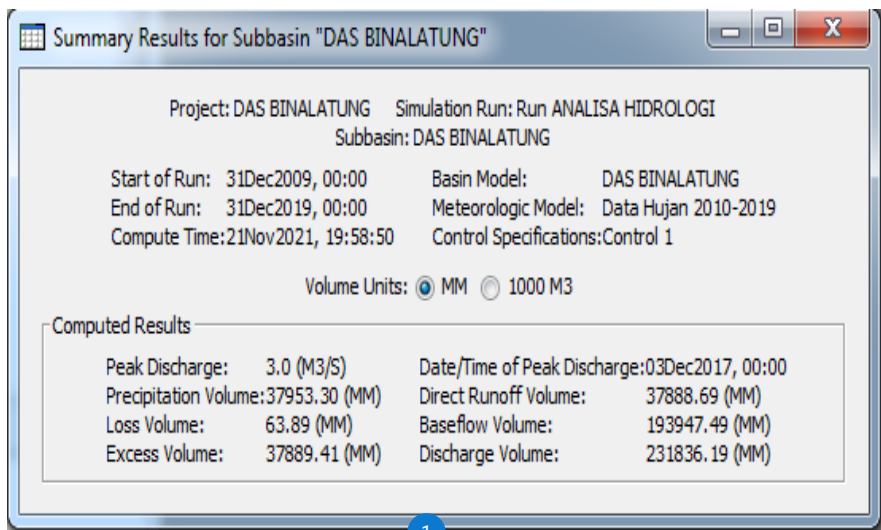 Summary Results for Subbasin "DAS BINALATUNG"
Project: DAS BINALATUNG Simulation Run: Run ANALISA HIDROLOGI
Subbasin: DAS BINALATUNG
Start of Run: 31Dec2009, 00:00 Basin Model: DAS BINALATUNG
End of Run: 31Dec2019, 00:00 Meteorologic Model: Data Hujan 2010-2019
Compute Time:21Nov2021, 19:58:50 Control Specifications:Control 1
Volume Units: MM 1000 M3
Computed Results
Peak Discharge: 3.0 (M3/S) Date/Time of Peak Discharge:03Dec2017, 00:00
Precipitation Volume:37953.30 (MM) Direct Runoff Volume: 37888.69 (MM)
Loss Volume: 63.89 (MM) Baseflow Volume: 193947.49 (MM)
Excess Volume: 37889.41 (MM) Discharge Volume: 231836.19 (MM)
1